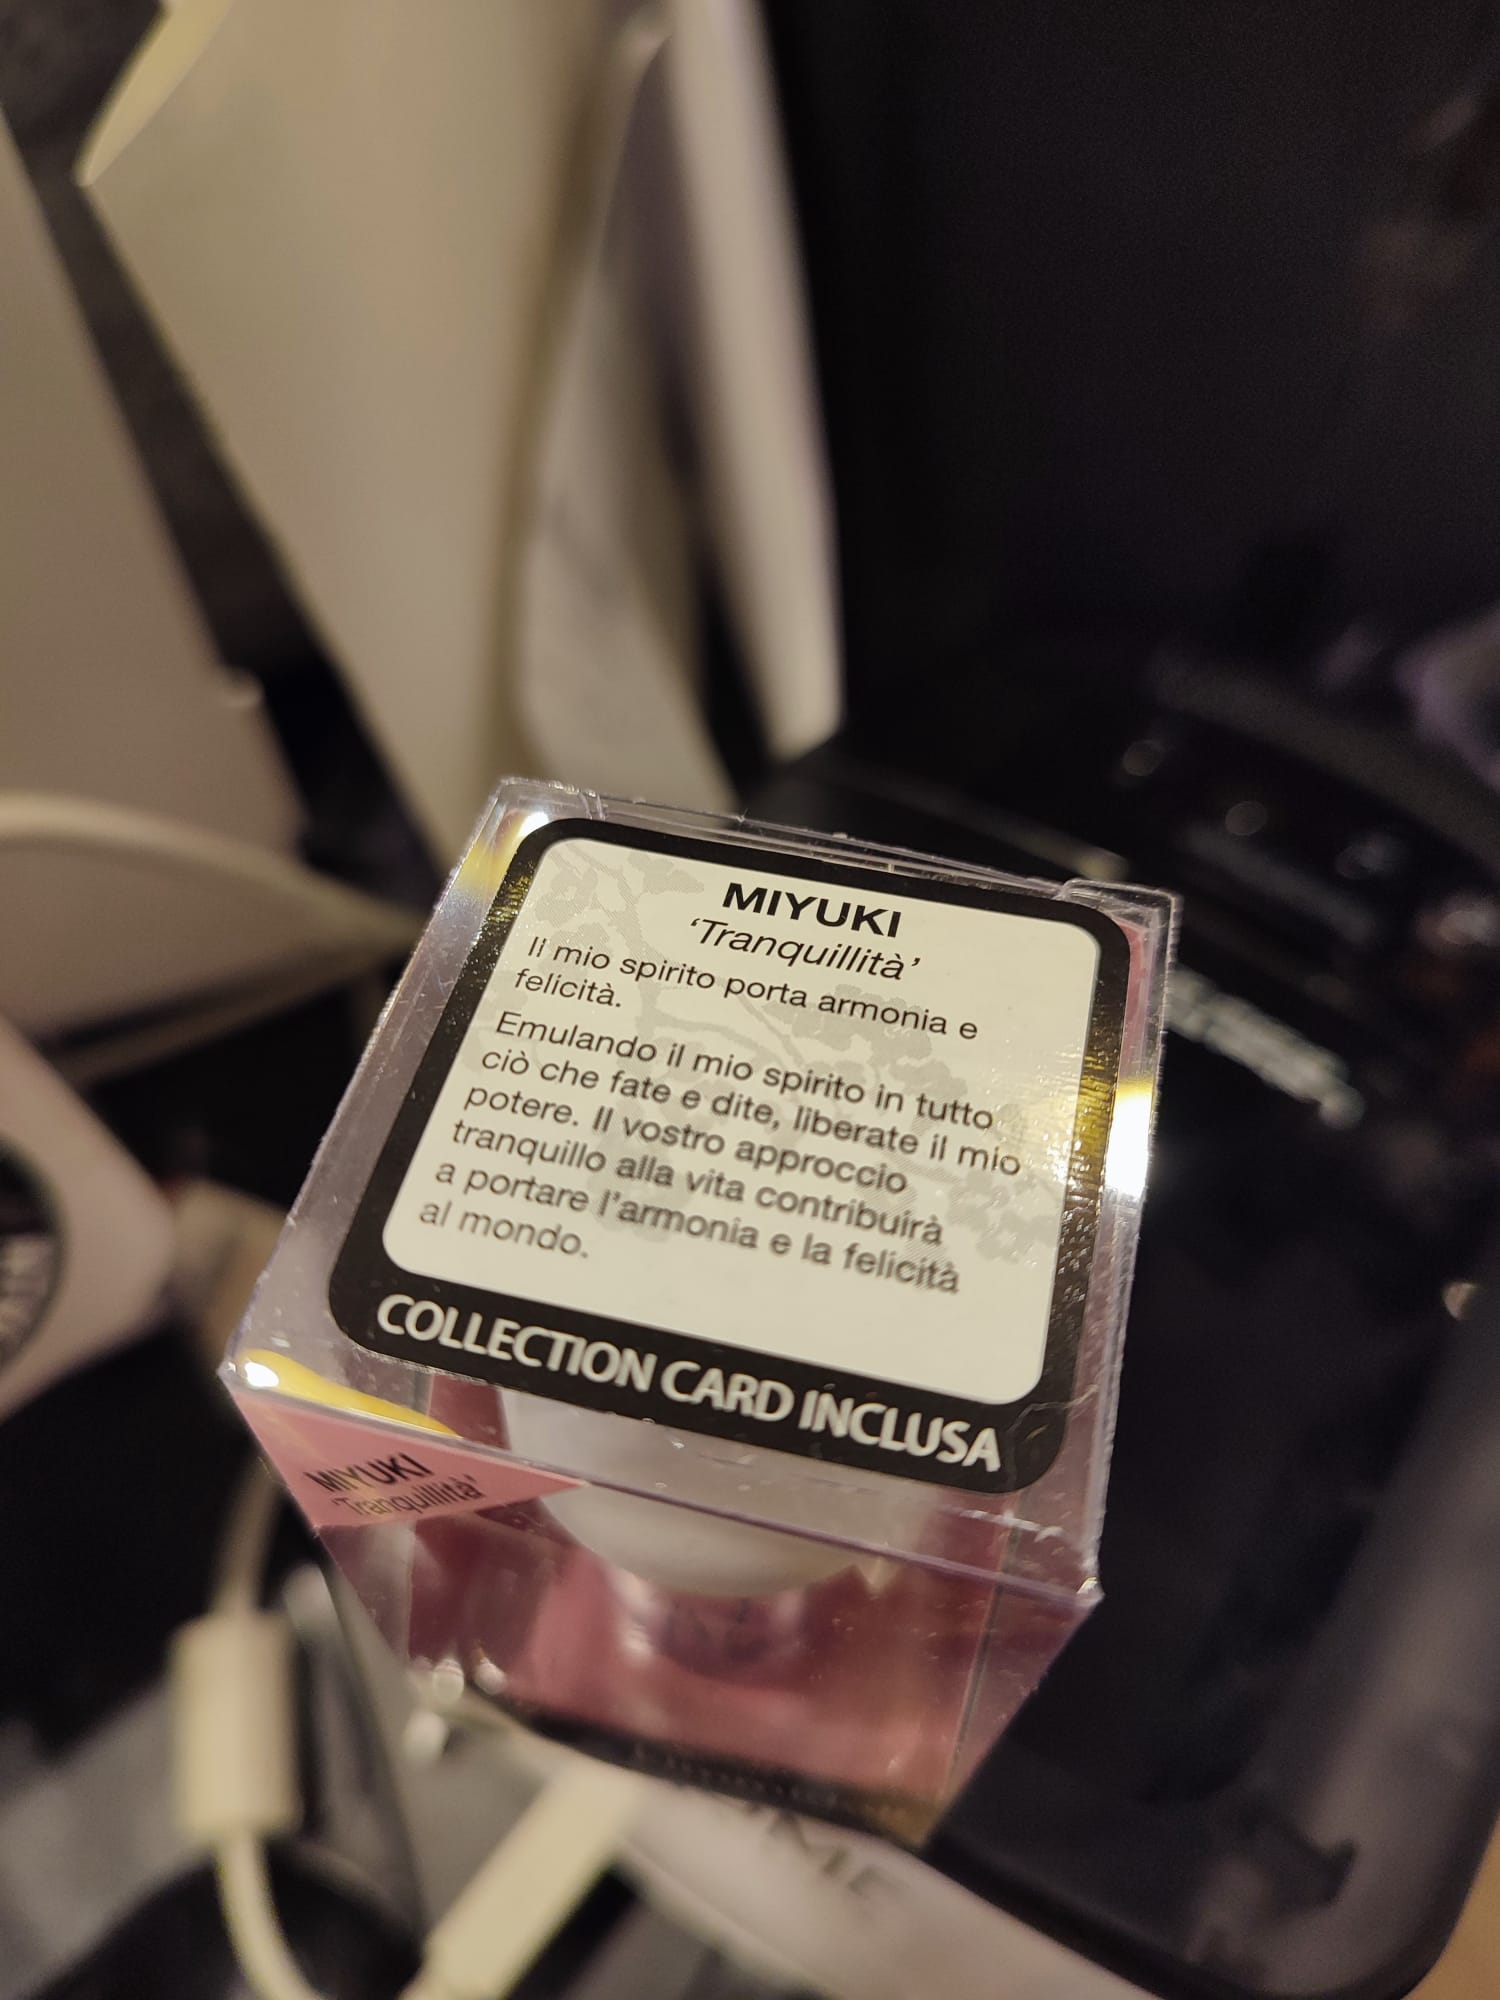 MIYUKI
‘Tranquillità’
Il mio spirito porta armonia e
felicità.
Emulando il mio spirito in tutto
ciò che fate e dite, liberate il mio
potere. Il vostro approccio
tranquillo alla vita contribuirà
a portare l’armonia e la felicità
al mondo.
COLLECTION CARD INCLUSA
MIYUKI
‘Tranquillità’